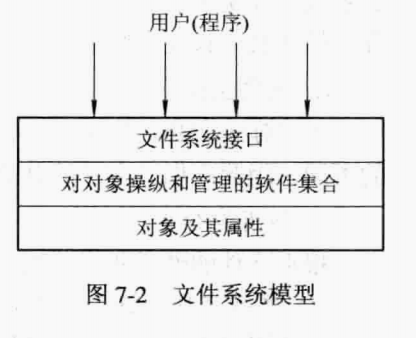 用户(程序)
文件系统接口
对对象操纵和管理的软件集合
对象及其属性
图 7-2 文件系统模型